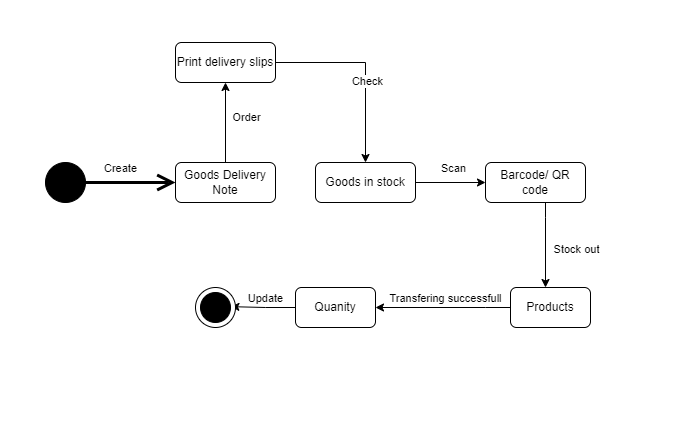 Print delivery slips
Check
Order
Create
Goods Delivery
Note
Goods in stock
Scan
Barcode/ QR
code
Stock out
Update
Quanity
Transfering successfull
Products